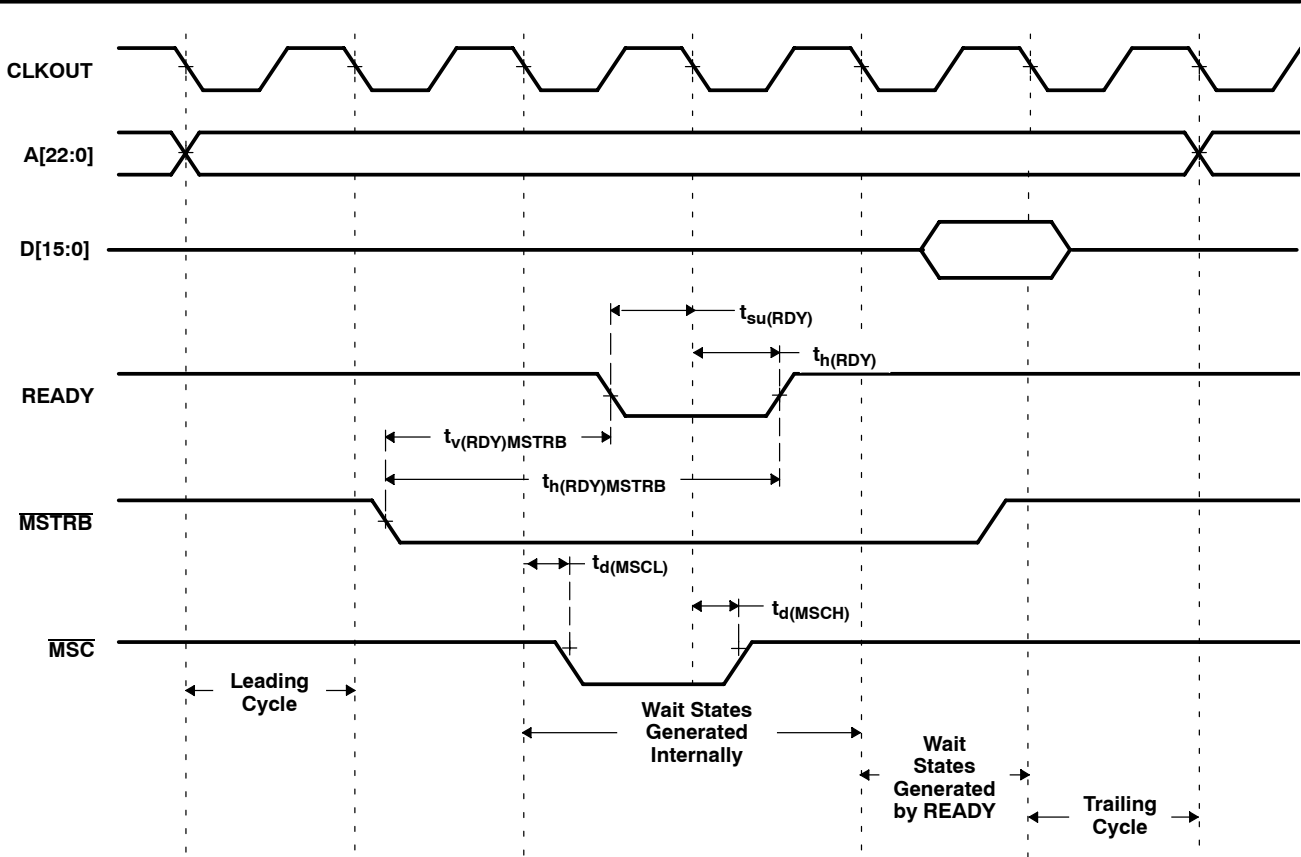 CLKOUT
A[22:0]
D[15:0]
tsu(RDY)
th(RDY)
READY
tv(RDY)MSTRB
th(RDY)MSTRB
MSTRB
td(MSCL)
td(MSCH)
MSC
Leading
Cycle
Wait States
Generated
Internally
Wait
States
Generated
by READY
Trailing
Cycle